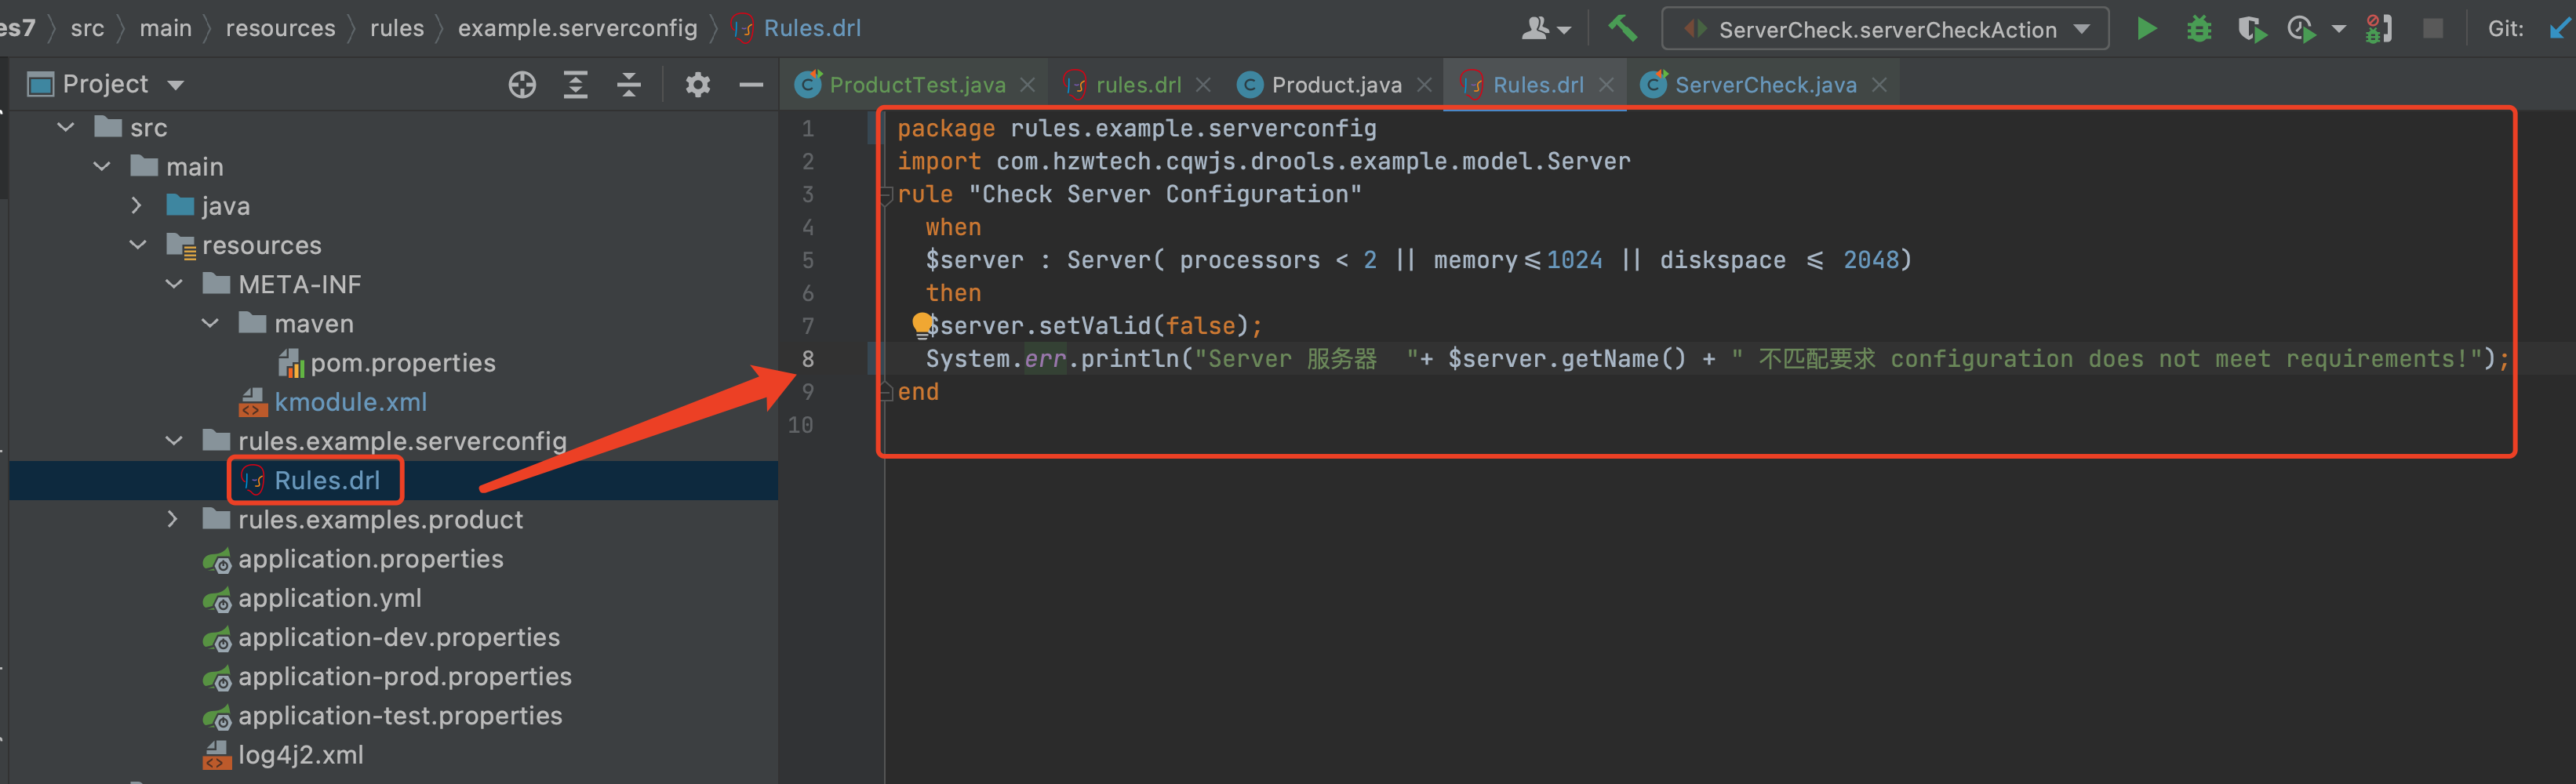 es7 src main resources rules example.serverconfig Rules.drl
ServerCheck.serverCheckAction
Git:
Project
ProductTest.java
rules.drl
Product.java
Rules.drl
ServerCheck.java
src
main
java
resources
META-INF
maven
pom.properties
kmodule.xml
rules.example.serverconfig
Rules.drl
rules.examples.product
application.properties
application.yml
application-dev.properties
application-prod.properties
application-test.properties
log4j2.xml
1 package rules.example.serverconfig
2 import com.hzwtech.cqwjs.drools.example.model.Server
3 rule "Check Server Configuration"
4 when
5 $server : Server( processors < 2 || memory<=1024 || diskspace <= 2048)
6 then
7 $server.setValid(false);
8 System.err.println("Server 服务器  "+ $server.getName() + " 不匹配要求 configuration does not meet requirements!");
9 end
10